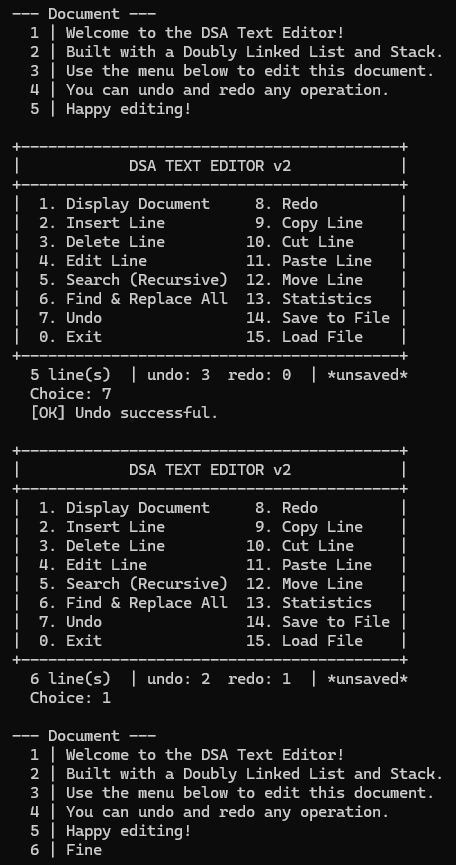 --- Document ---
1 | Welcome to the DSA Text Editor!
2 | Built with a Doubly Linked List and Stack.
3 | Use the menu below to edit this document.
4 | You can undo and redo any operation.
5 | Happy editing!
+------------------------------------------+
|            DSA TEXT EDITOR v2            |
+------------------------------------------+
|  1. Display Document     8. Redo         |
|  2. Insert Line          9. Copy Line    |
|  3. Delete Line         10. Cut Line     |
|  4. Edit Line           11. Paste Line   |
|  5. Search (Recursive)  12. Move Line    |
|  6. Find & Replace All  13. Statistics   |
|  7. Undo                14. Save to File |
|  0. Exit                15. Load File    |
+------------------------------------------+
5 line(s)  | undo: 3  redo: 0  | *unsaved*
Choice: 7
[OK] Undo successful.
+------------------------------------------+
|            DSA TEXT EDITOR v2            |
+------------------------------------------+
|  1. Display Document     8. Redo         |
|  2. Insert Line          9. Copy Line    |
|  3. Delete Line         10. Cut Line     |
|  4. Edit Line           11. Paste Line   |
|  5. Search (Recursive)  12. Move Line    |
|  6. Find & Replace All  13. Statistics   |
|  7. Undo                14. Save to File |
|  0. Exit                15. Load File    |
+------------------------------------------+
6 line(s)  | undo: 2  redo: 1  | *unsaved*
Choice: 1
--- Document ---
1 | Welcome to the DSA Text Editor!
2 | Built with a Doubly Linked List and Stack.
3 | Use the menu below to edit this document.
4 | You can undo and redo any operation.
5 | Happy editing!
6 | Fine